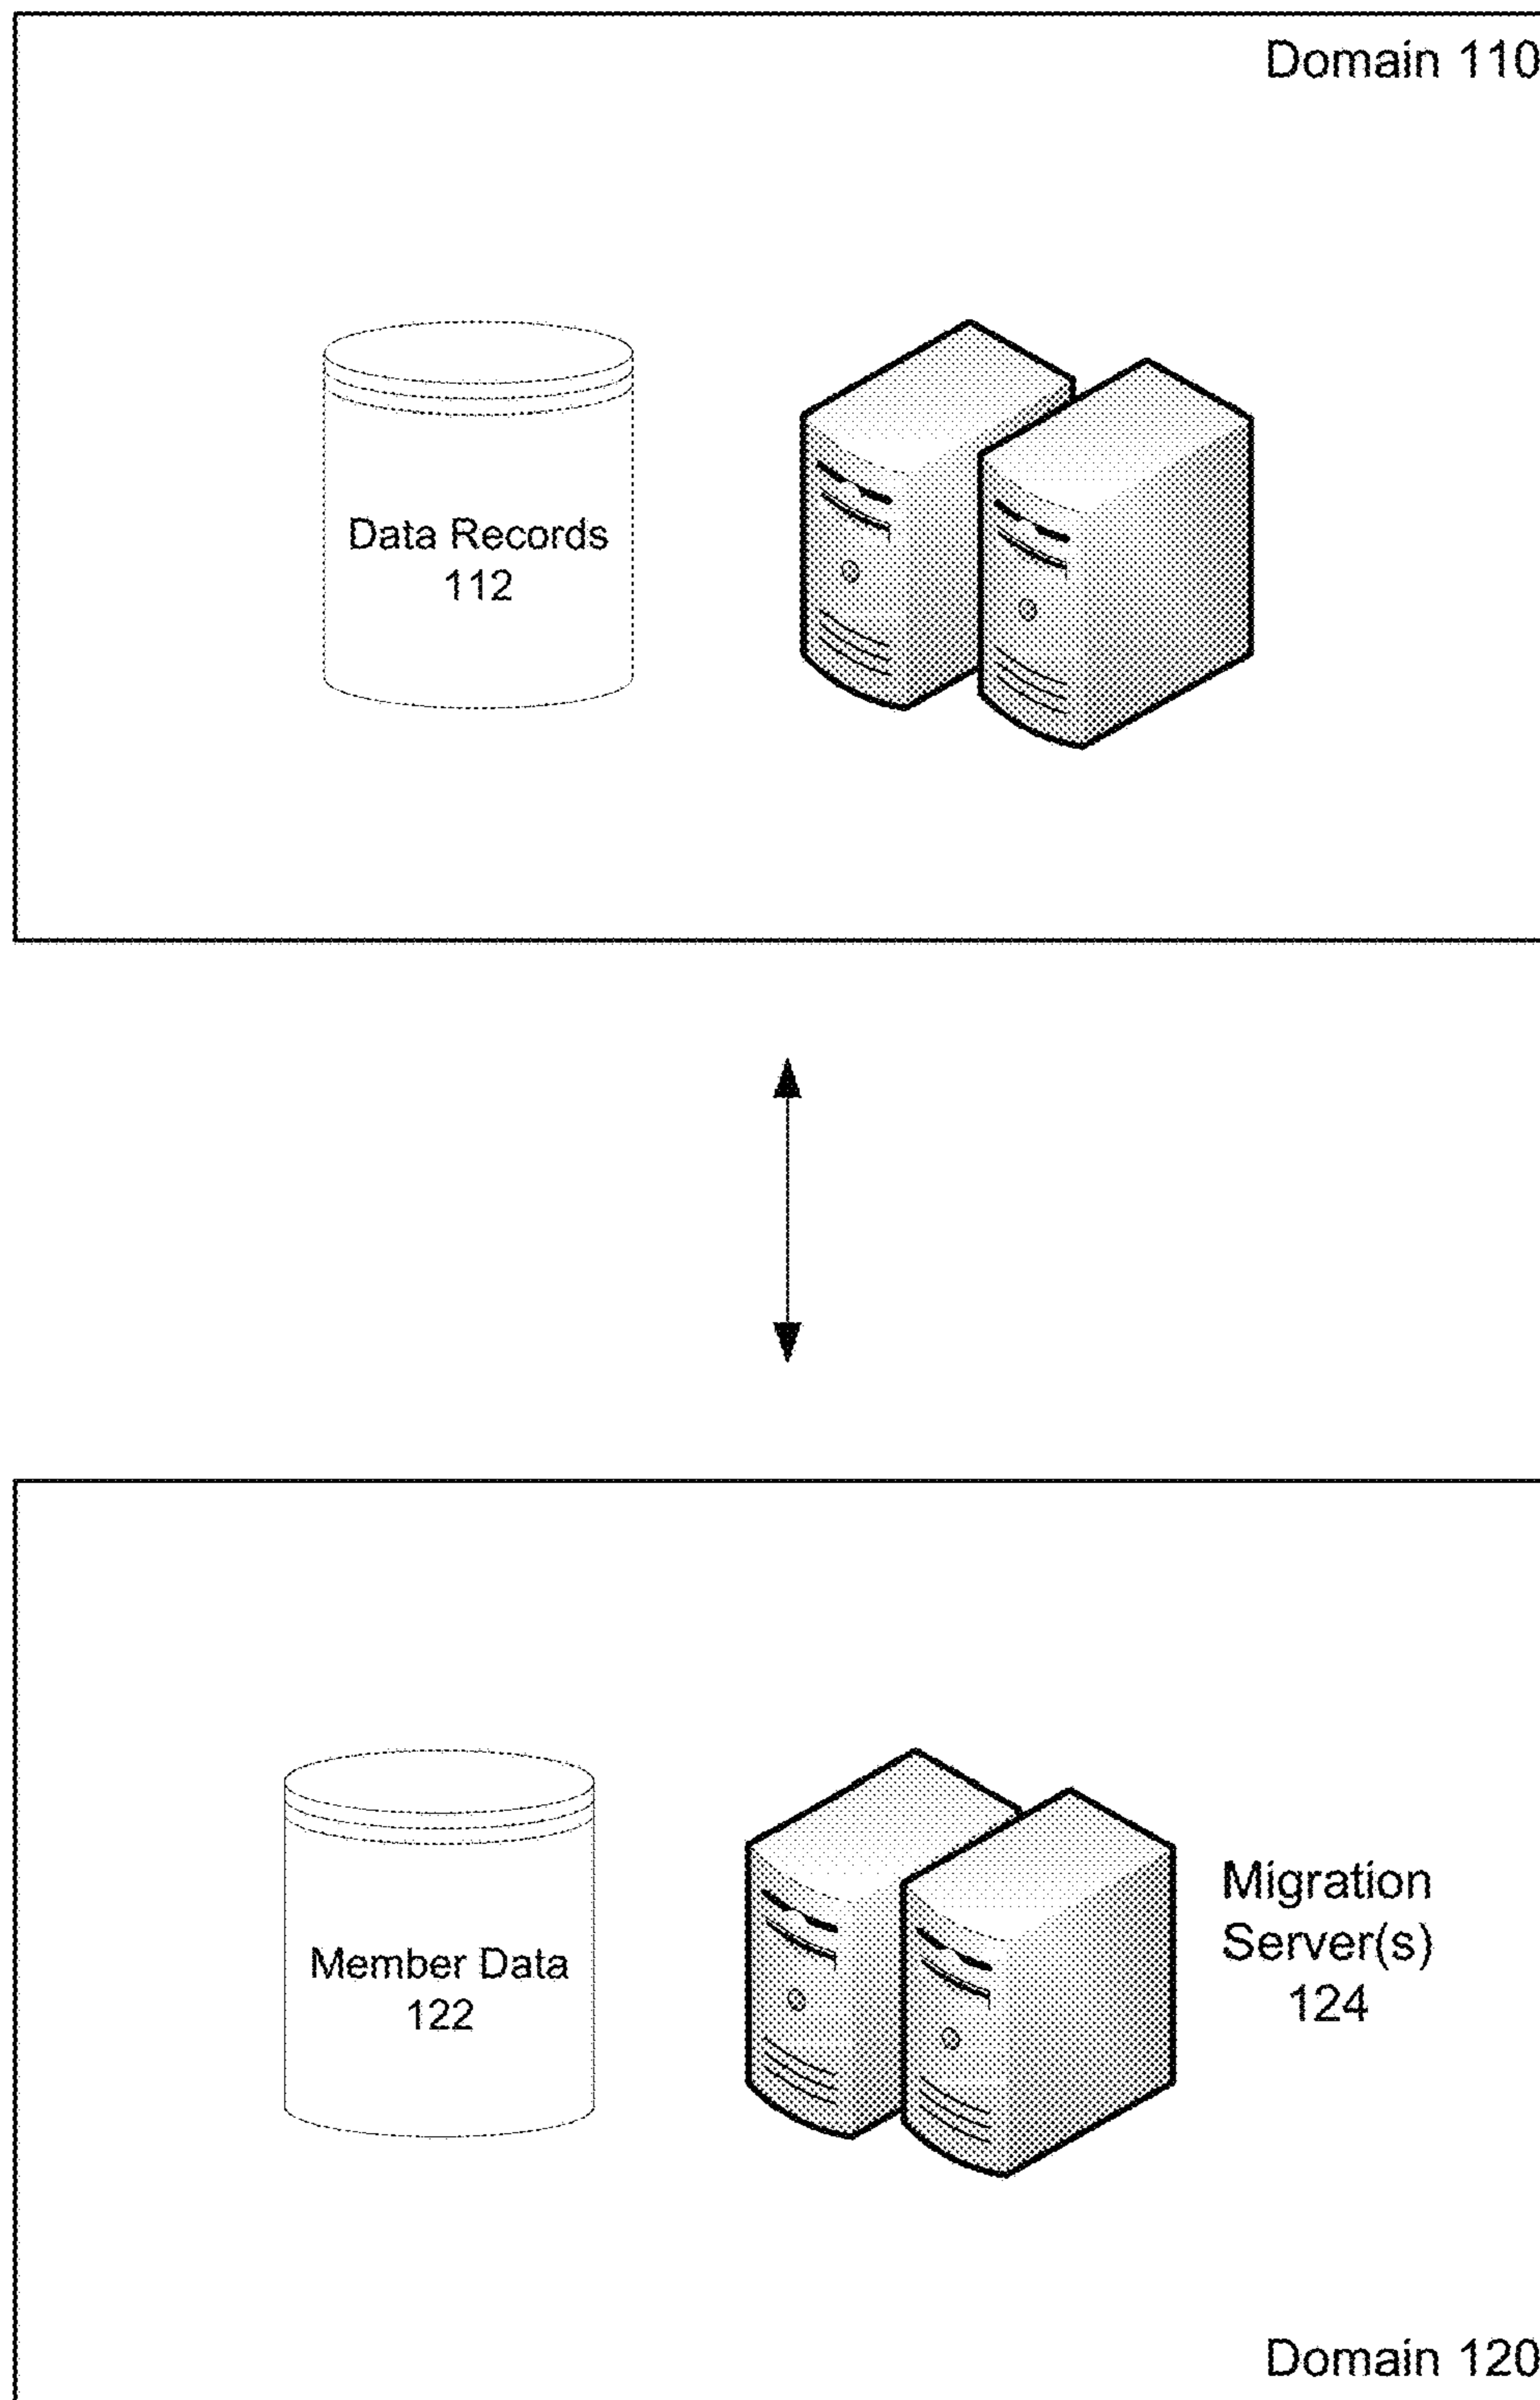 Domain 110
Data Records
112
Member Data
122
Migration
Server(s)
124
Domain 120